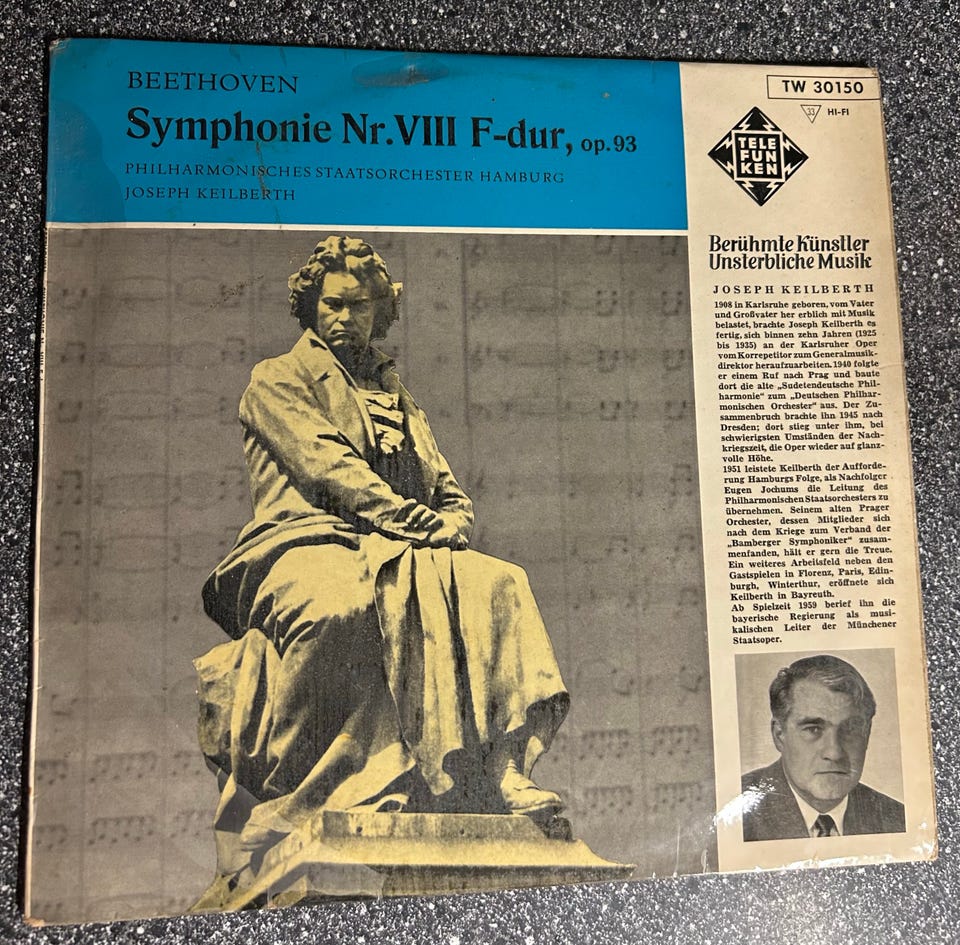 BEETHOVEN
Symphonie Nr.VIII F-dur, op.93
PHILHARMONISCHES STAATSORCHESTER HAMBURG
JOSEPH KEILBERTH
TW 30150
33 HI-FI
TELE
FUN
KEN
Berühmte Künstler
Unsterbliche Musik
JOSEPH KEILBERTH
1908 in Karlsruhe geboren, vom Vater
und Großvater her erblich mit Musik
belastet, brachte Joseph Keilberth es
fertig, sich binnen zehn Jahren (1925
bis 1935) an der Karlsruher Oper
vom Korrepetitor zum Generalmusik-
direktor heraufzuarbeiten. 1940 folgte
er einem Ruf nach Prag und baute
dort die alte „Sudetendeutsche Phil-
harmonie" zum „Deutschen Philhar-
monischen Orchester" aus. Der Zu-
sammenbruch brachte ihn 1945 nach
Dresden; dort stieg unter ihm, bei
schwierigsten Umständen der Nach-
kriegszeit, die Oper wieder auf glanz-
volle Höhe.
1951 leistete Keilberth der Aufforde-
rung Hamburgs Folge, als Nachfolger
Eugen Jochums die Leitung des
Philharmonischen Staatsorchesters zu
übernehmen. Seinem alten Prager
Orchester, dessen Mitglieder sich
nach dem Kriege zum Verband der
„Bamberger Symphoniker" zusam-
menfanden, hält er gern die Treue.
Ein weiteres Arbeitsfeld neben den
Gastspielen in Florenz, Paris, Edin-
burgh, Winterthur, eröffnete sich
Keilberth in Bayreuth.
Ab Spielzeit 1959 berief ihn die
bayerische Regierung als musi-
kalischen Leiter der Münchener
Staatsoper.